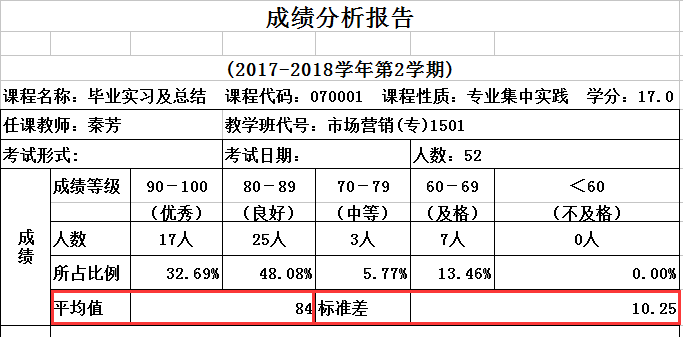 成绩分析报告
(2017-2018学年第2学期)
课程名称：毕业实习及总结 课程代码：070001 课程性质：专业集中实践 学分：17.0
任课教师：秦芳 教学班代号：市场营销(专)1501
考试形式: 考试日期： 人数：52
成绩等级 90－100 80－89 70－79 60－69 ＜60
（优秀） （良好） （中等） （及格） （不及格）
成绩
人数 17人 25人 3人 7人 0人
所占比例 32.69% 48.08% 5.77% 13.46% 0.00%
平均值 84 标准差 10.25